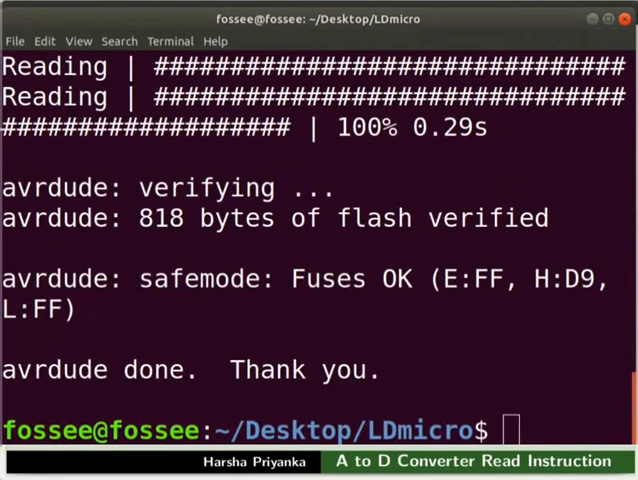 fossee@fossee: ~/Desktop/LDmicro
File Edit View Search Terminal Help
Reading | ###############################
Reading | ###############################
################### | 100% 0.29s
avrdude: verifying ...
avrdude: 818 bytes of flash verified
avrdude: safemode: Fuses OK (E:FF, H:D9,
L:FF)
avrdude done.  Thank you.
fossee@fossee:~/Desktop/LDmicro$
Harsha Priyanka A to D Converter Read Instruction